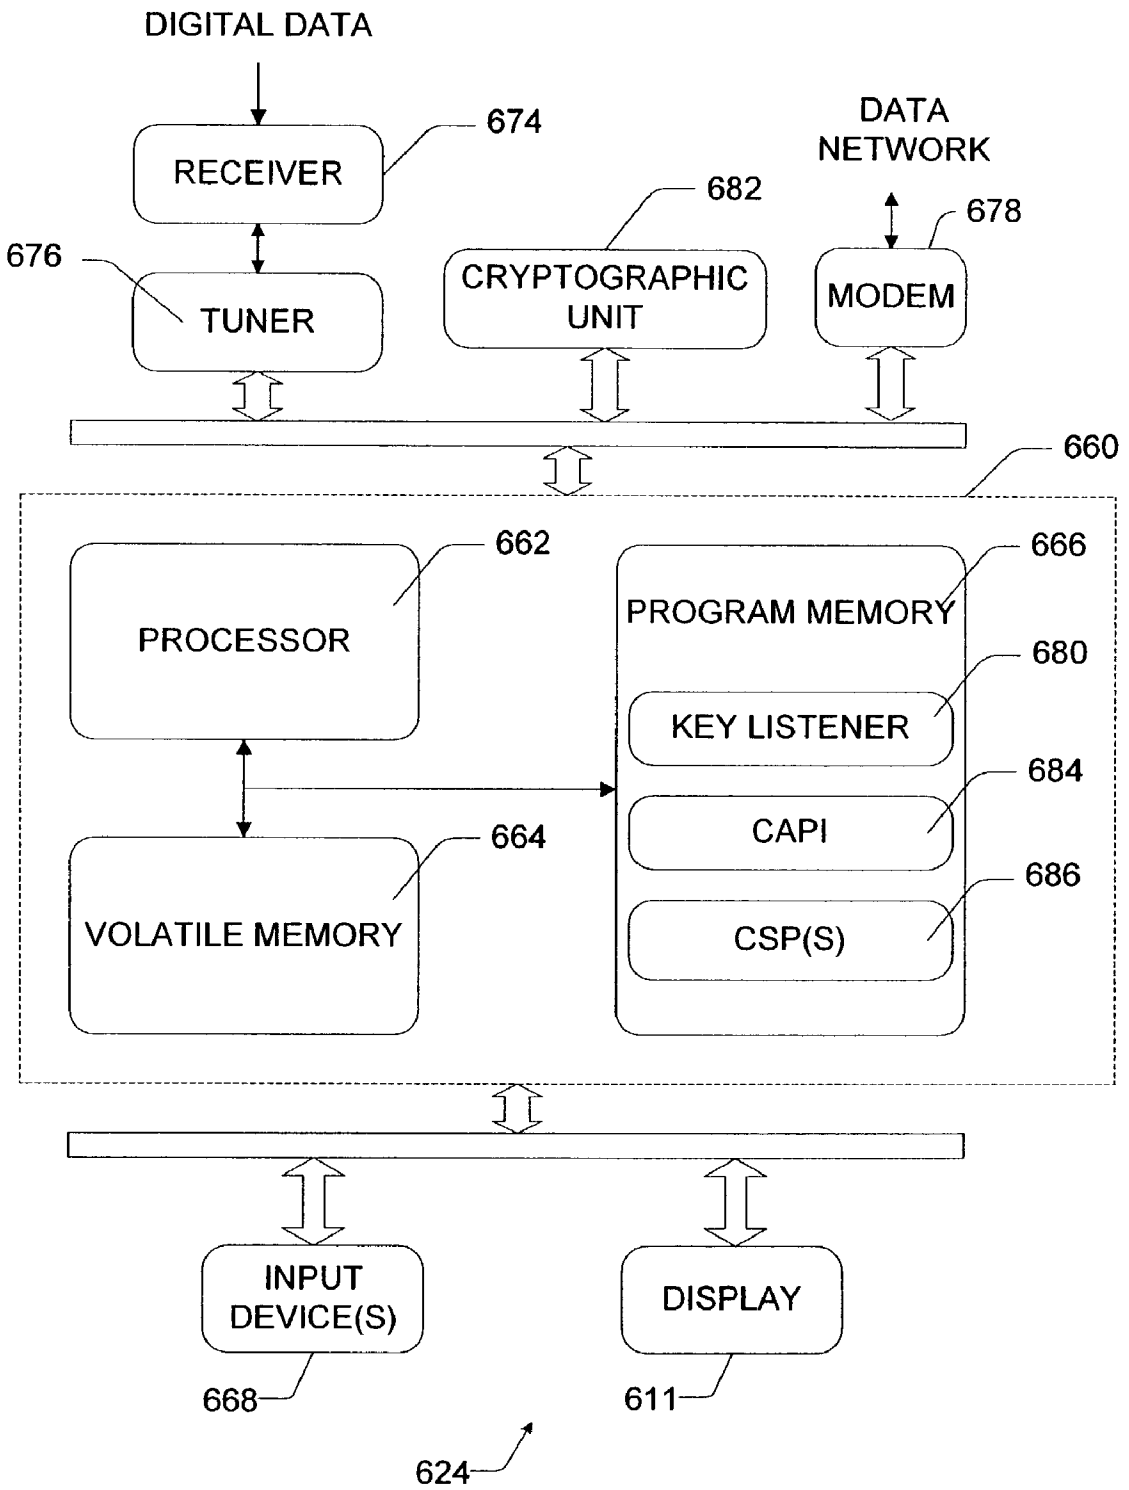 DIGITAL DATA
674
RECEIVER
DATA
NETWORK
682
678
676
TUNER
CRYPTOGRAPHIC
UNIT
MODEM
660
662
666
PROCESSOR
PROGRAM MEMORY
680
KEY LISTENER
684
CAPI
664
686
VOLATILE MEMORY
CSP(S)
INPUT
DEVICE(S)
DISPLAY
668
611
624